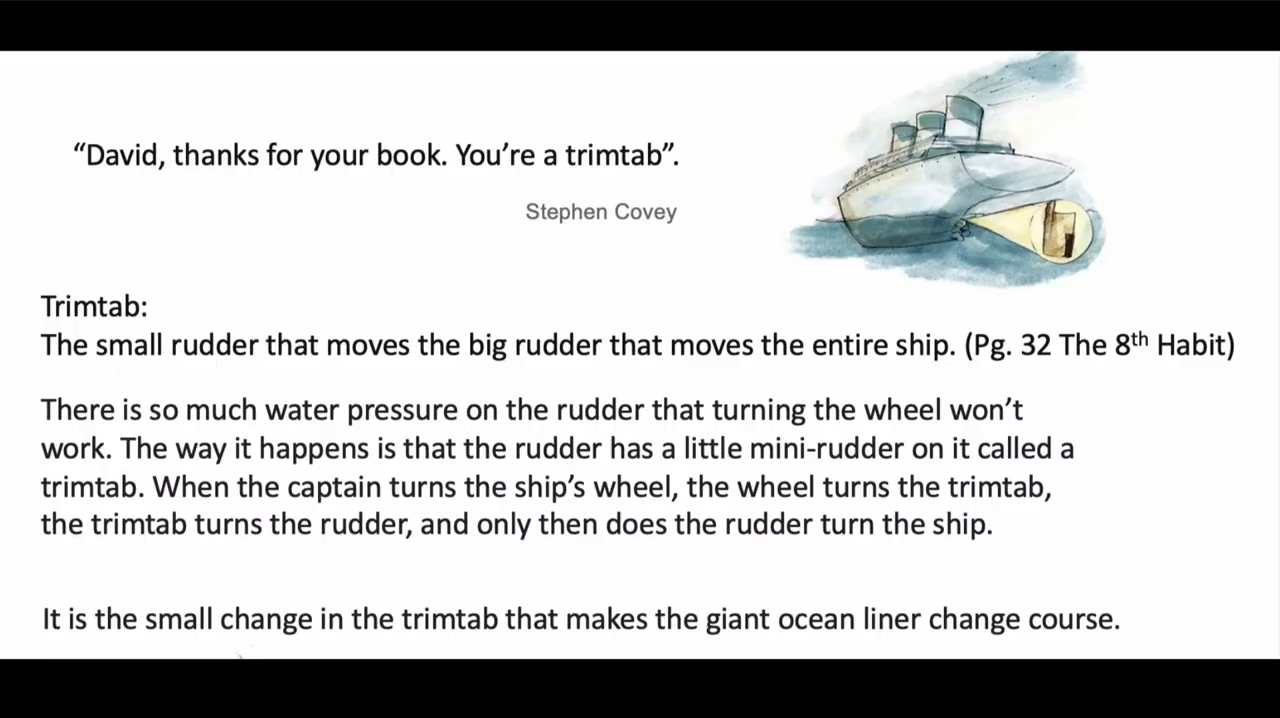 “David, thanks for your book. You’re a trimtab”.
Stephen Covey
Trimtab:
The small rudder that moves the big rudder that moves the entire ship. (Pg. 32 The 8th Habit)
There is so much water pressure on the rudder that turning the wheel won’t
work. The way it happens is that the rudder has a little mini-rudder on it called a
trimtab. When the captain turns the ship’s wheel, the wheel turns the trimtab,
the trimtab turns the rudder, and only then does the rudder turn the ship.
It is the small change in the trimtab that makes the giant ocean liner change course.